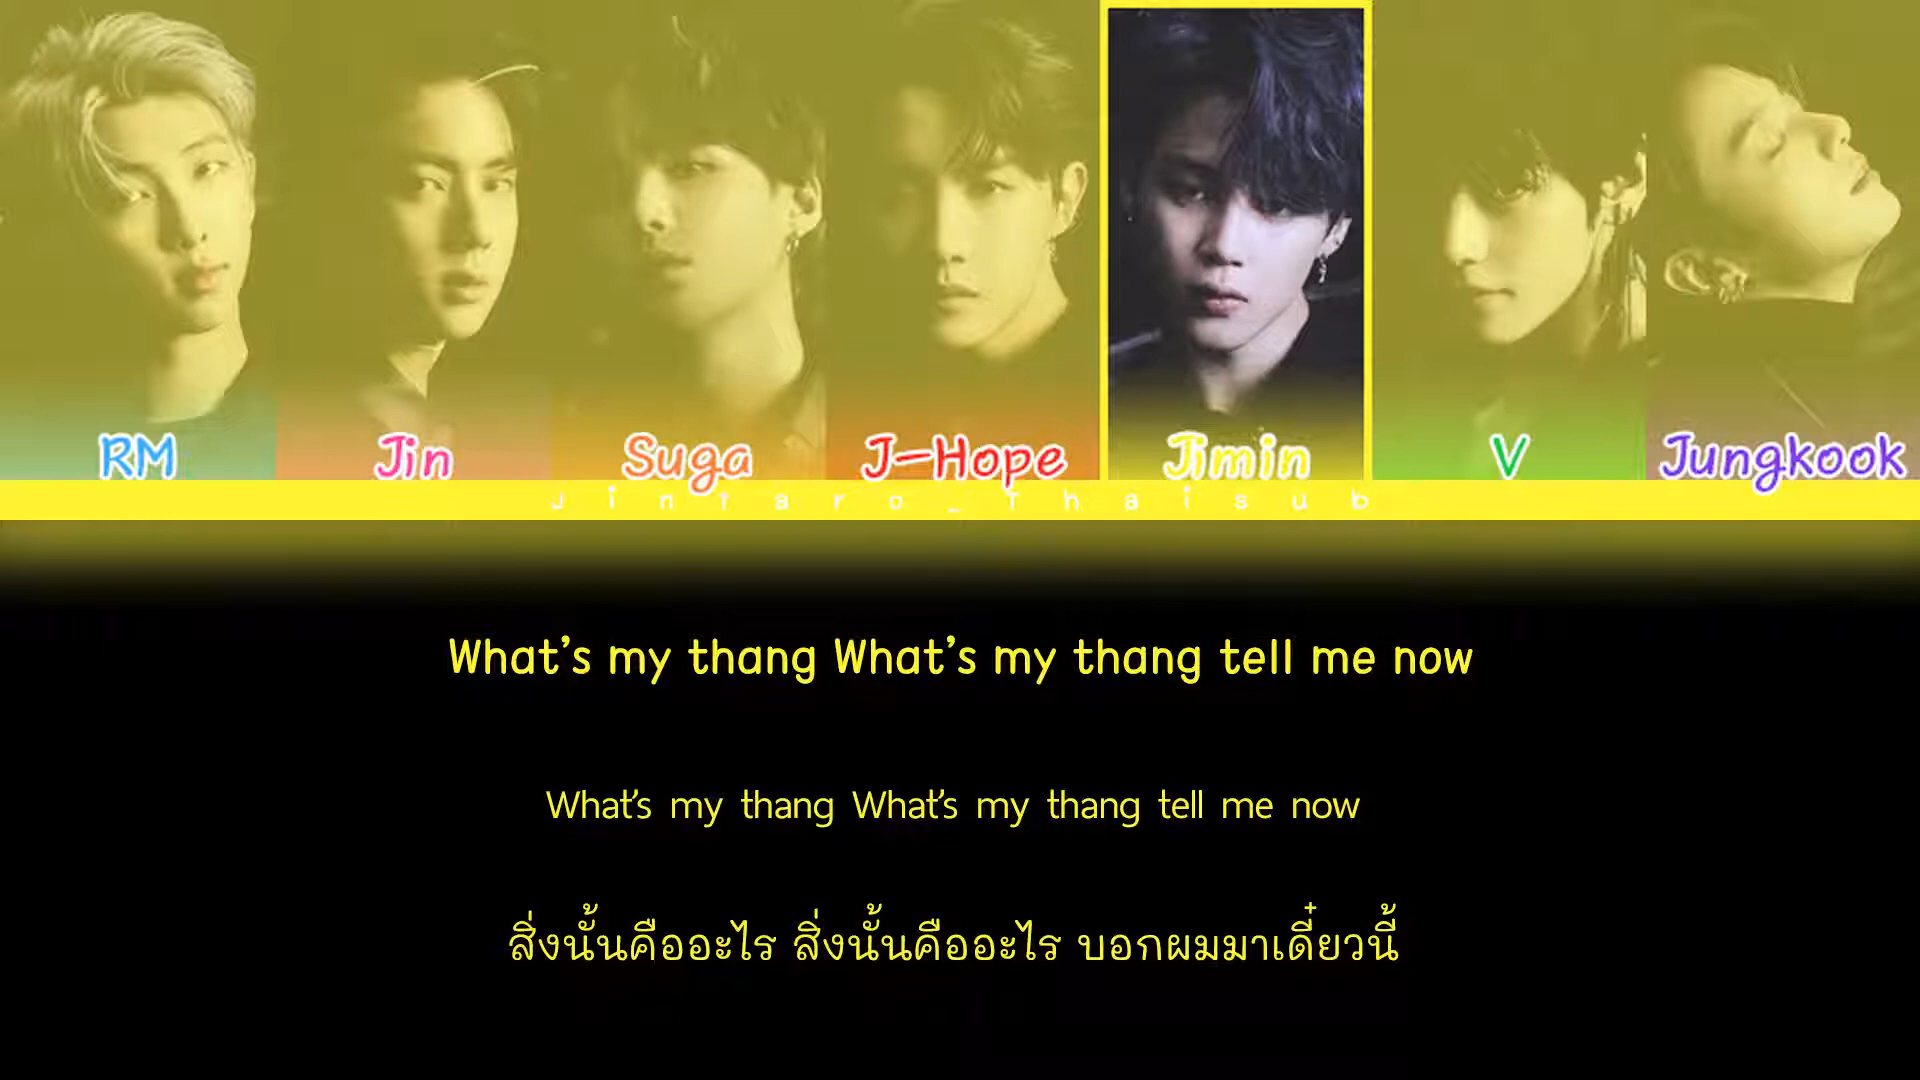 RM Jin Suga J-Hope Jimin V Jungkook
Jintaro_Thaisub
What's my thang What's my thang tell me now
What's my thang What's my thang tell me now
สิ่งนั้นคืออะไร สิ่งนั้นคืออะไร บอกผมมาเดี๋ยวนี้